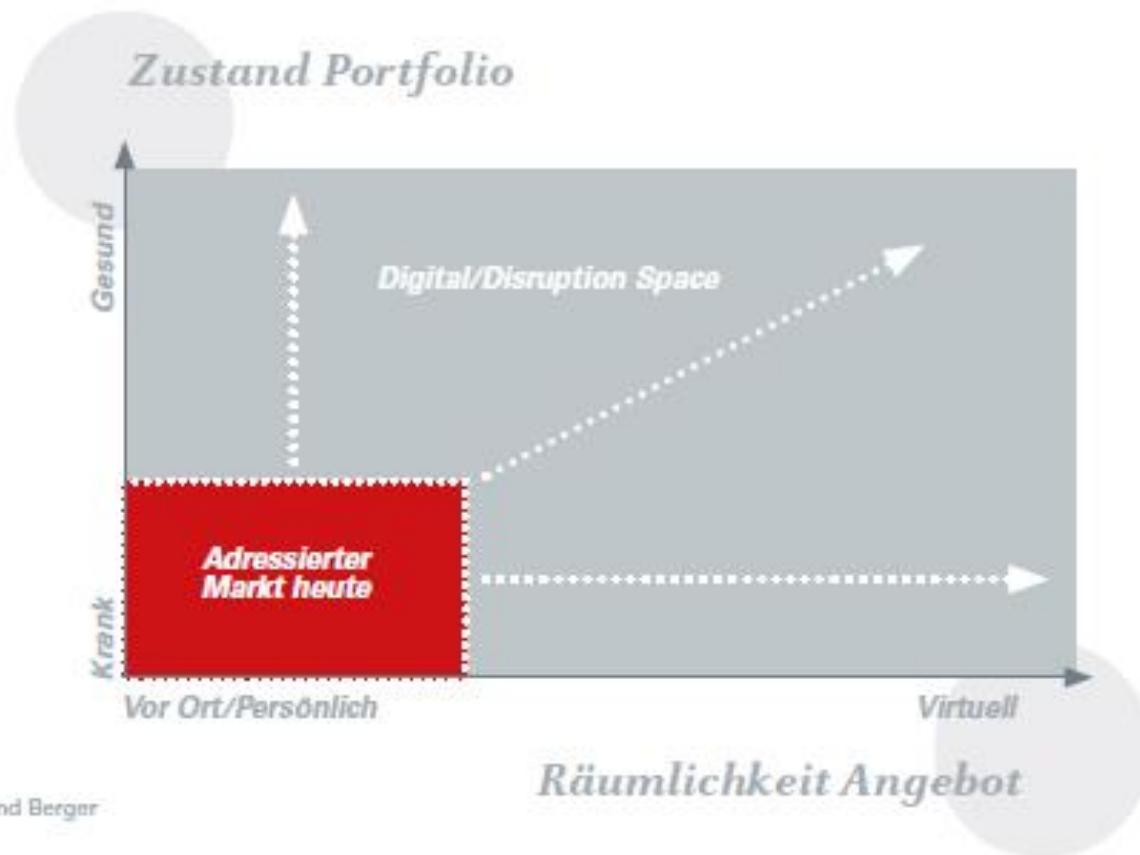 Zustand Portfolio
Gesund
Digital/Disruption Space
Adressierter
Markt heute
Krank
Vor Ort/Persönlich
Virtuell
Räumlichkeit Angebot
nd Berger